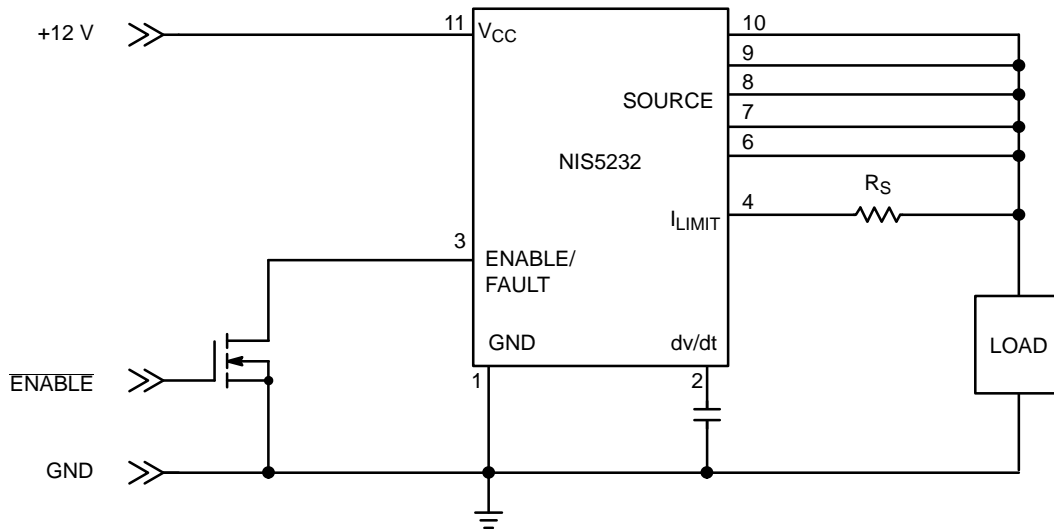 +12 V
11
V_CC
10
9
8
SOURCE
7
NIS5232
6
R_S
4
I_LIMIT
3
ENABLE/
FAULT
GND
dv/dt
LOAD
ENABLE
1
2
GND